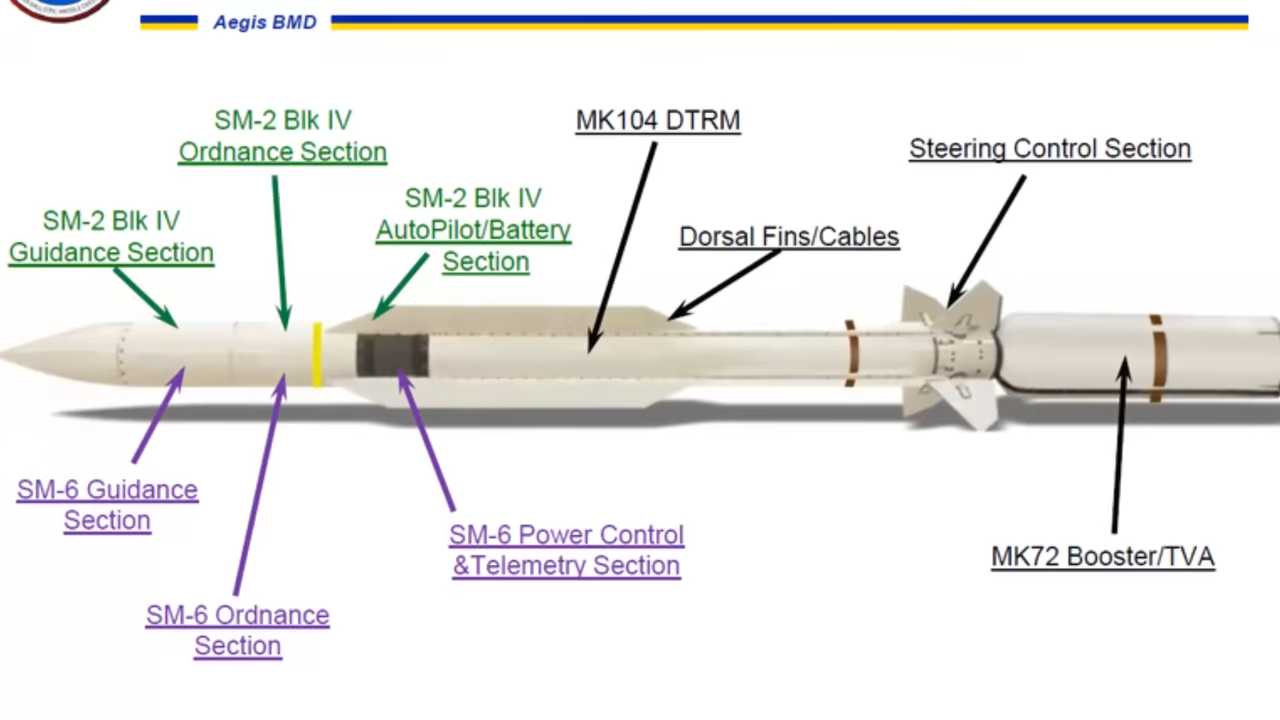 Aegis BMD
SM-2 Blk IV
Ordnance Section
MK104 DTRM
Steering Control Section
SM-2 Blk IV
AutoPilot/Battery
Section
SM-2 Blk IV
Guidance Section
Dorsal Fins/Cables
SM-6 Guidance
Section
SM-6 Power Control
&Telemetry Section
MK72 Booster/TVA
SM-6 Ordnance
Section